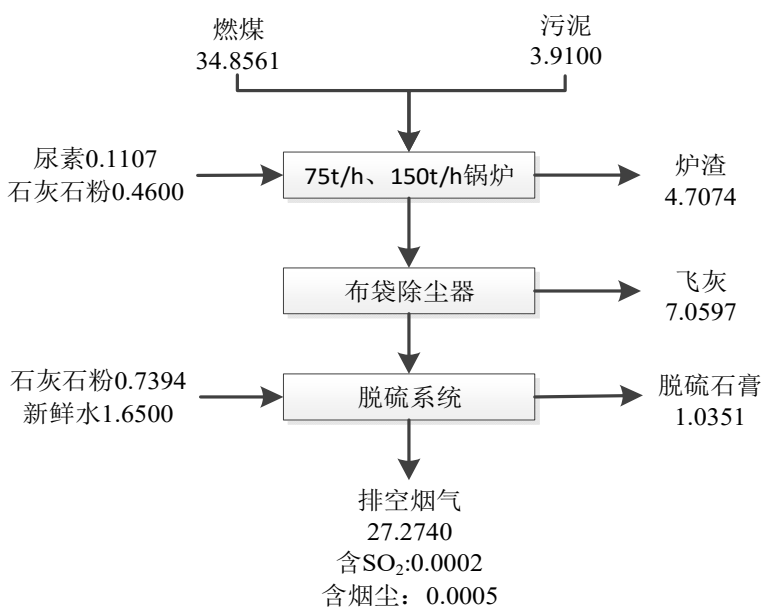 燃煤
34.8561
污泥
3.9100
尿素0.1107
石灰石粉0.4600
75t/h、150t/h锅炉
炉渣
4.7074
布袋除尘器
飞灰
7.0597
石灰石粉0.7394
新鲜水1.6500
脱硫系统
脱硫石膏
1.0351
排空烟气
27.2740
含SO₂:0.0002
含烟尘：0.0005